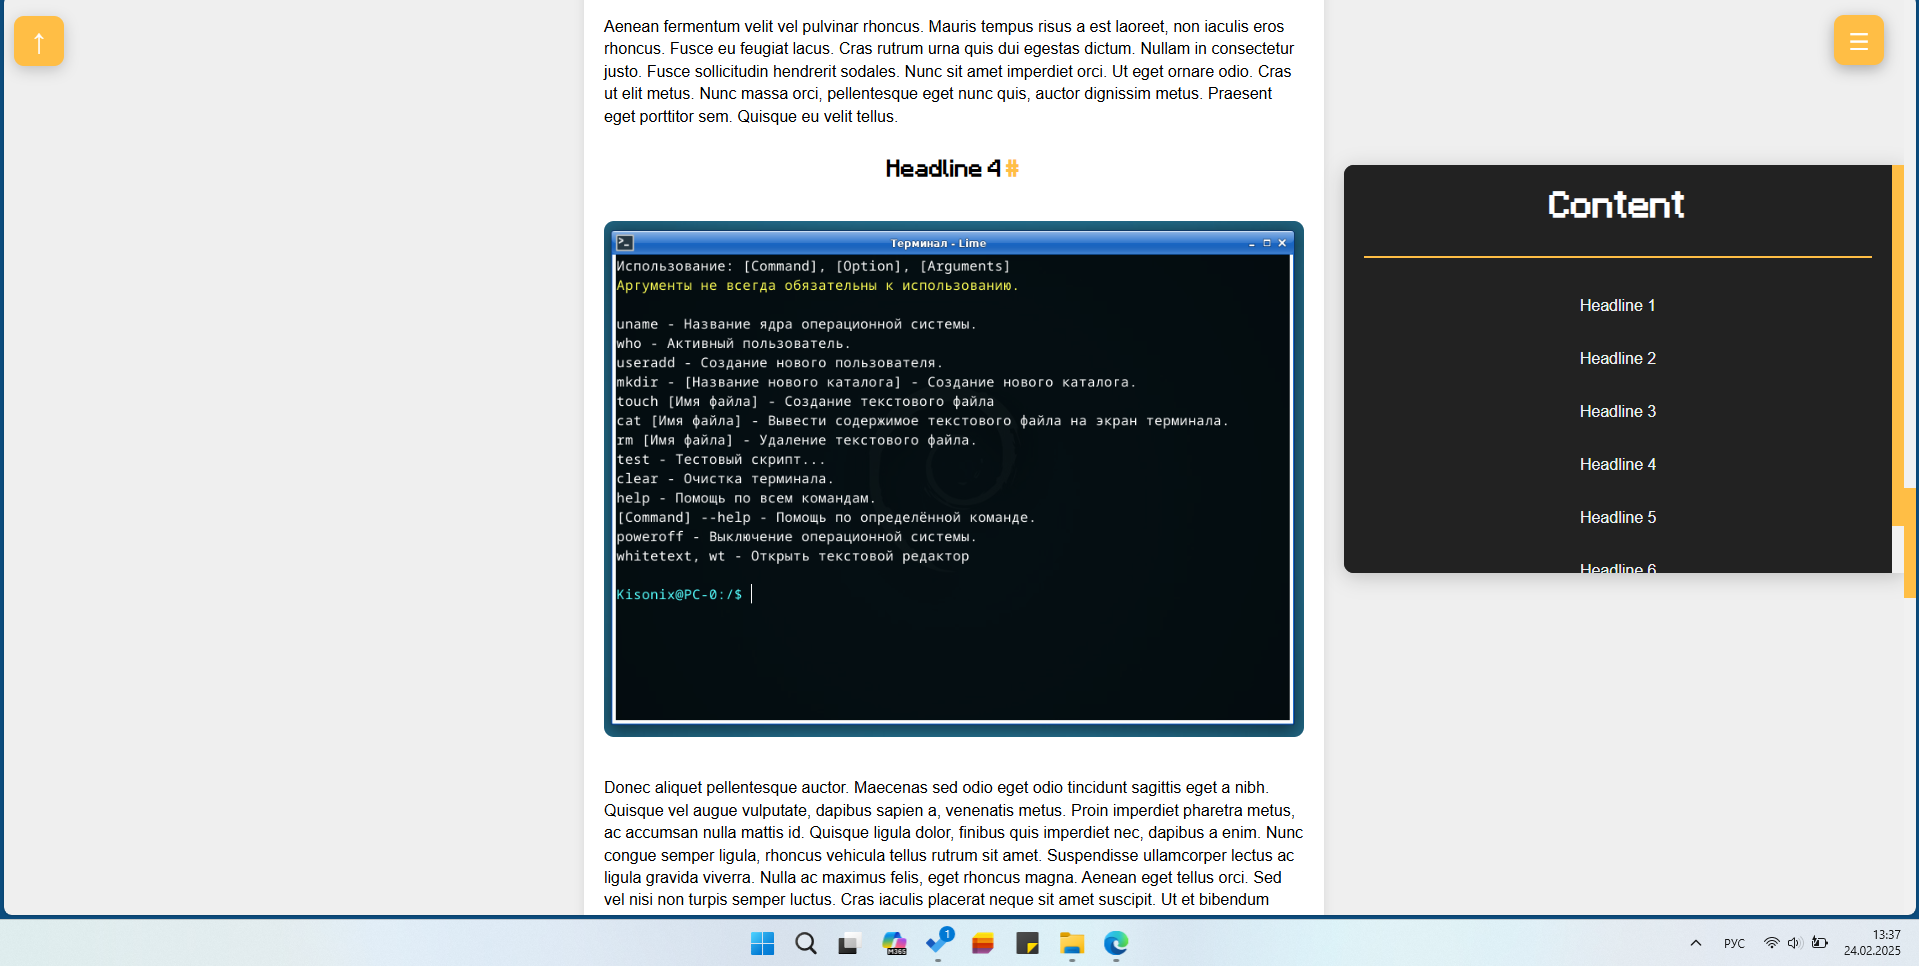 Aenean fermentum velit vel pulvinar rhoncus. Mauris tempus risus a est laoreet, non iaculis eros
rhoncus. Fusce eu feugiat lacus. Cras rutrum urna quis dui egestas dictum. Nullam in consectetur
justo. Fusce sollicitudin hendrerit sodales. Nunc sit amet imperdiet orci. Ut eget ornare odio. Cras
ut elit metus. Nunc massa orci, pellentesque eget nunc quis, auctor dignissim metus. Praesent
eget porttitor sem. Quisque eu velit tellus.
Headline 4 #
Терминал - Lime
Использование: [Command], [Option], [Arguments]
Аргументы не всегда обязательны к использованию.
uname - Название ядра операционной системы.
who - Активный пользователь.
useradd - Создание нового пользователя.
mkdir - [Название нового каталога] - Создание нового каталога.
touch [Имя файла] - Создание текстового файла
cat [Имя файла] - Вывести содержимое текстового файла на экран терминала.
rm [Имя файла] - Удаление текстового файла.
test - Тестовый скрипт...
clear - Очистка терминала.
help - Помощь по всем командам.
[Command] --help - Помощь по определённой команде.
poweroff - Выключение операционной системы.
whitetext, wt - Открыть текстовой редактор
Kisonix@PC-0:/$
Donec aliquet pellentesque auctor. Maecenas sed odio eget odio tincidunt sagittis eget a nibh.
Quisque vel augue vulputate, dapibus sapien a, venenatis metus. Proin imperdiet pharetra metus,
ac accumsan nulla mattis id. Quisque ligula dolor, finibus quis imperdiet nec, dapibus a enim. Nunc
congue semper ligula, rhoncus vehicula tellus rutrum sit amet. Suspendisse ullamcorper lectus ac
ligula gravida viverra. Nulla ac maximus felis, eget rhoncus magna. Aenean eget tellus orci. Sed
vel nisi non turpis semper luctus. Cras iaculis placerat neque sit amet suscipit. Ut et bibendum
Content
Headline 1
Headline 2
Headline 3
Headline 4
Headline 5
Headline 6
M365
1
РУС
13:37
24.02.2025